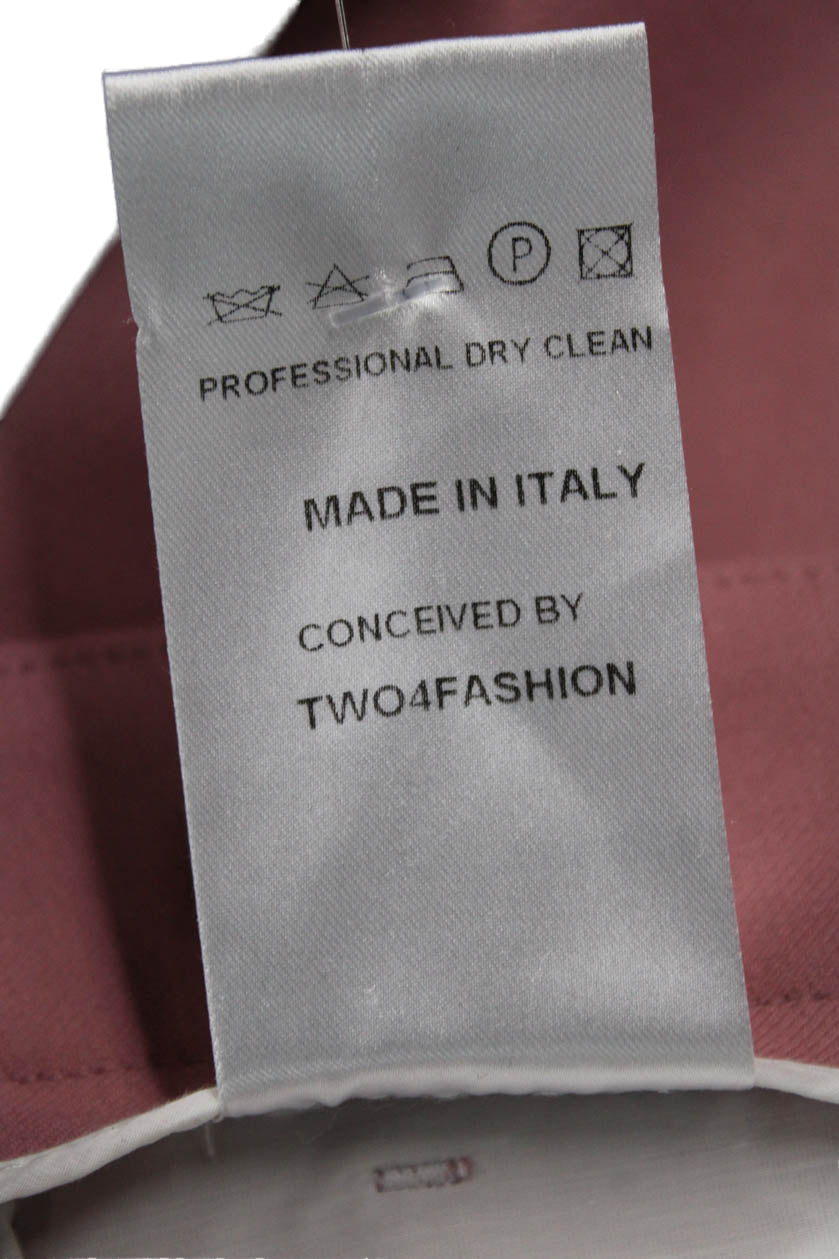 P
PROFESSIONAL DRY CLEAN
MADE IN ITALY
CONCEIVED BY
TWO4FASHION